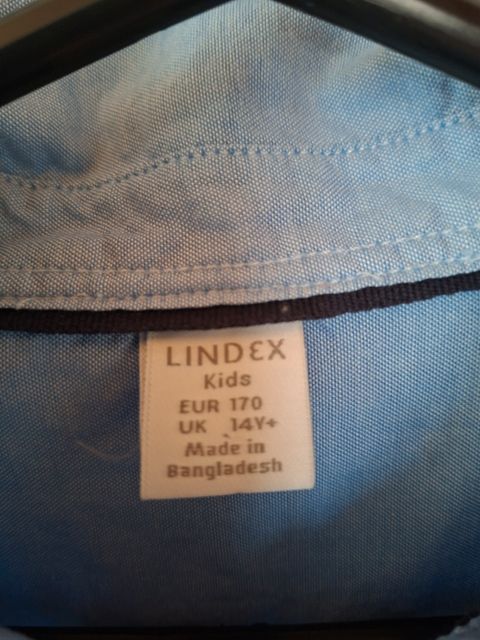 LINDEX
Kids
EUR 170
UK 14Y+
Made in
Bangladesh